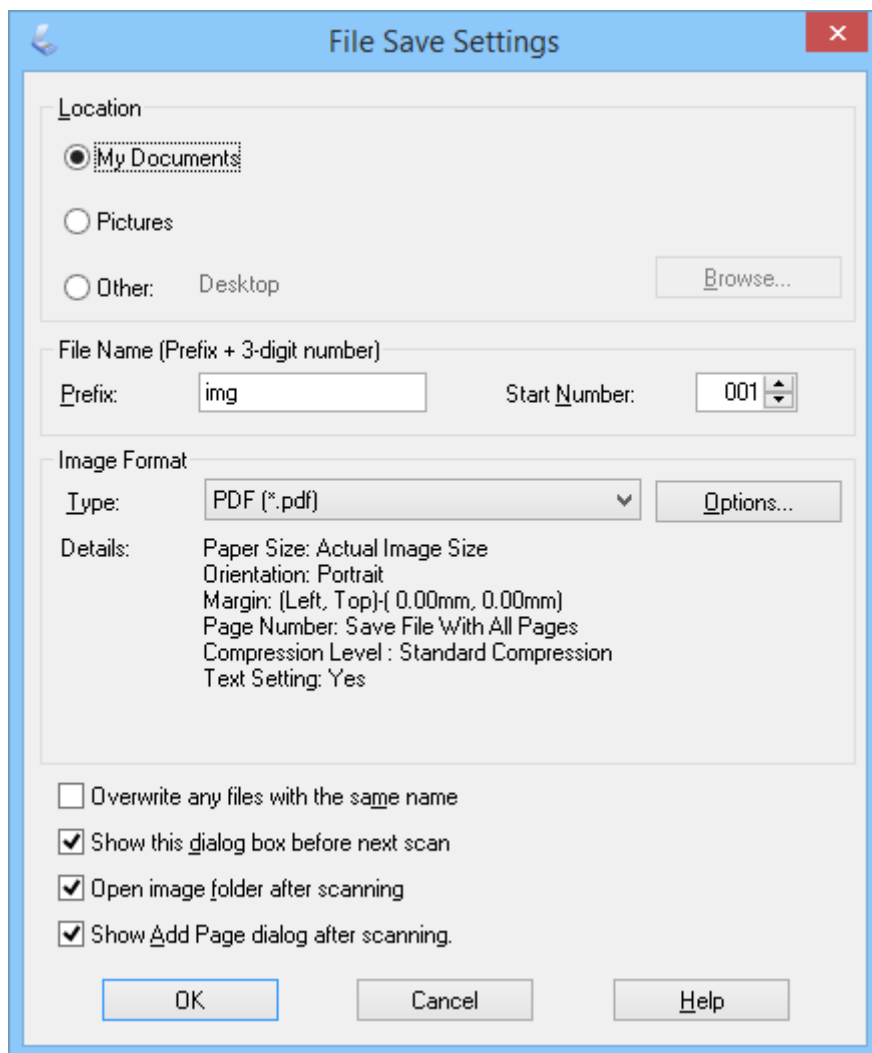 File Save Settings
Location
My Documents
Pictures
Other: Desktop Browse...
File Name (Prefix + 3-digit number)
Prefix: img Start Number: 001
Image Format
Type: PDF (*.pdf) Options...
Details: Paper Size: Actual Image Size
Orientation: Portrait
Margin: (Left, Top)-( 0.00mm, 0.00mm)
Page Number: Save File With All Pages
Compression Level : Standard Compression
Text Setting: Yes
Overwrite any files with the same name
Show this dialog box before next scan
Open image folder after scanning
Show Add Page dialog after scanning.
OK Cancel Help